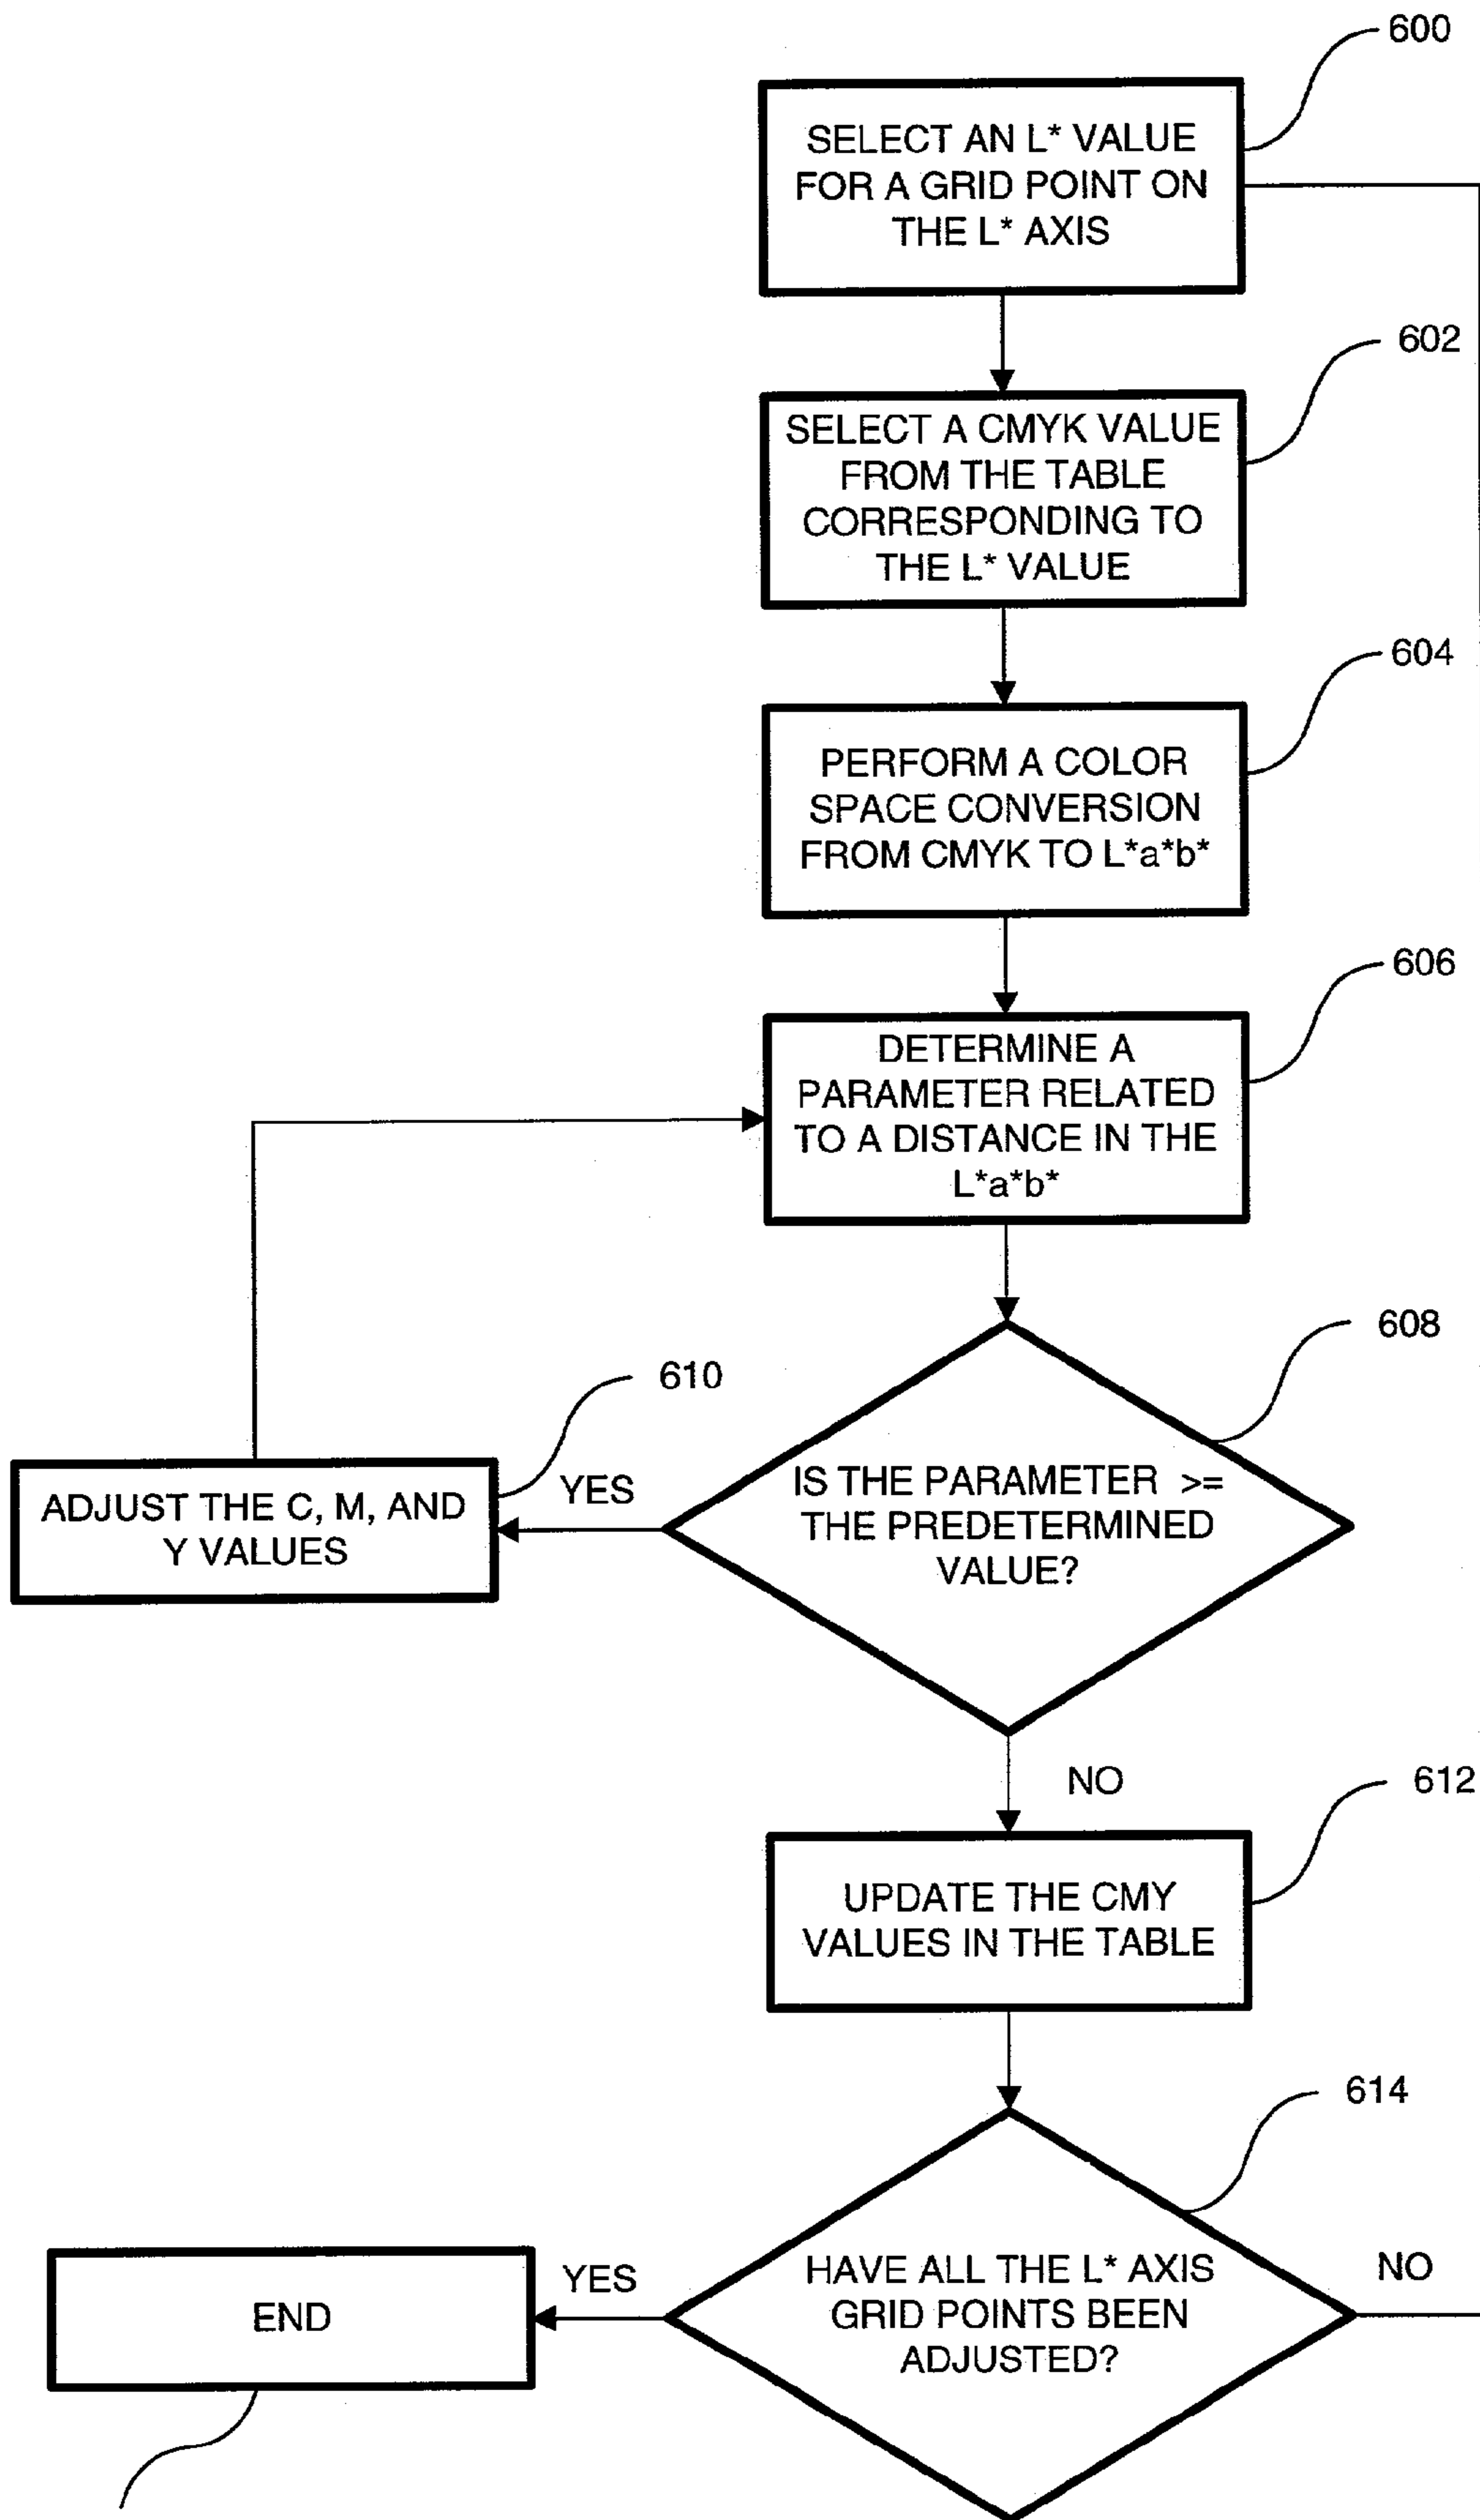 600
SELECT AN L* VALUE
FOR A GRID POINT ON
THE L* AXIS
602
SELECT A CMYK VALUE
FROM THE TABLE
CORRESPONDING TO
THE L* VALUE
604
PERFORM A COLOR
SPACE CONVERSION
FROM CMYK TO L*a*b*
606
DETERMINE A
PARAMETER RELATED
TO A DISTANCE IN THE
L*a*b*
608
IS THE PARAMETER >=
THE PREDETERMINED
VALUE?
YES
610
ADJUST THE C, M, AND
Y VALUES
NO
612
UPDATE THE CMY
VALUES IN THE TABLE
614
HAVE ALL THE L* AXIS
GRID POINTS BEEN
ADJUSTED?
NO
YES
END